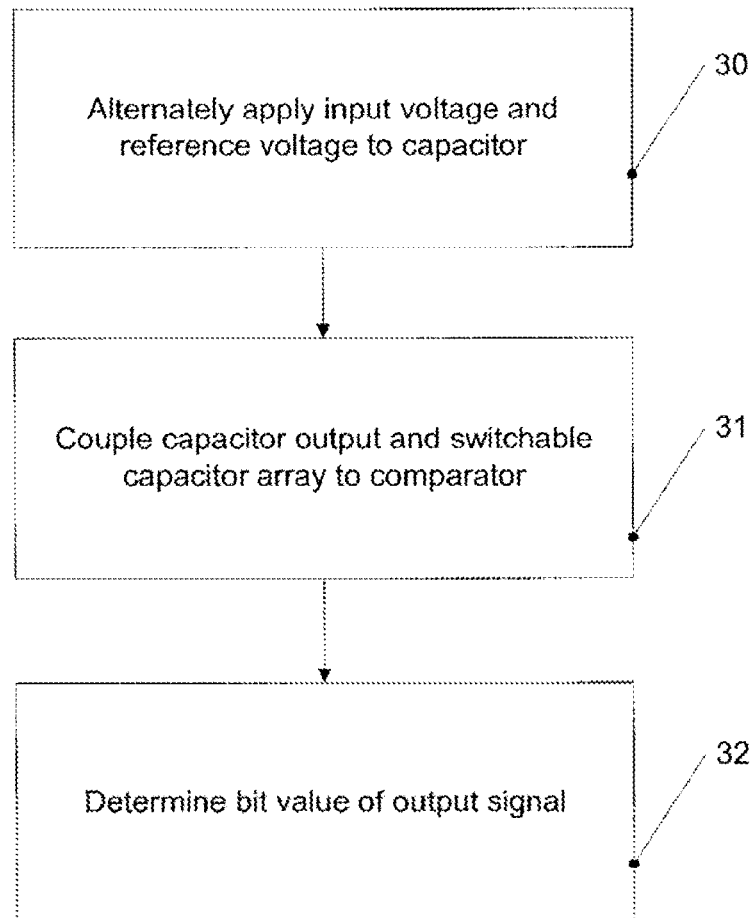 Alternately apply input voltage and
reference voltage to capacitor
30
Couple capacitor output and switchable
capacitor array to comparator
31
Determine bit value of output signal
32